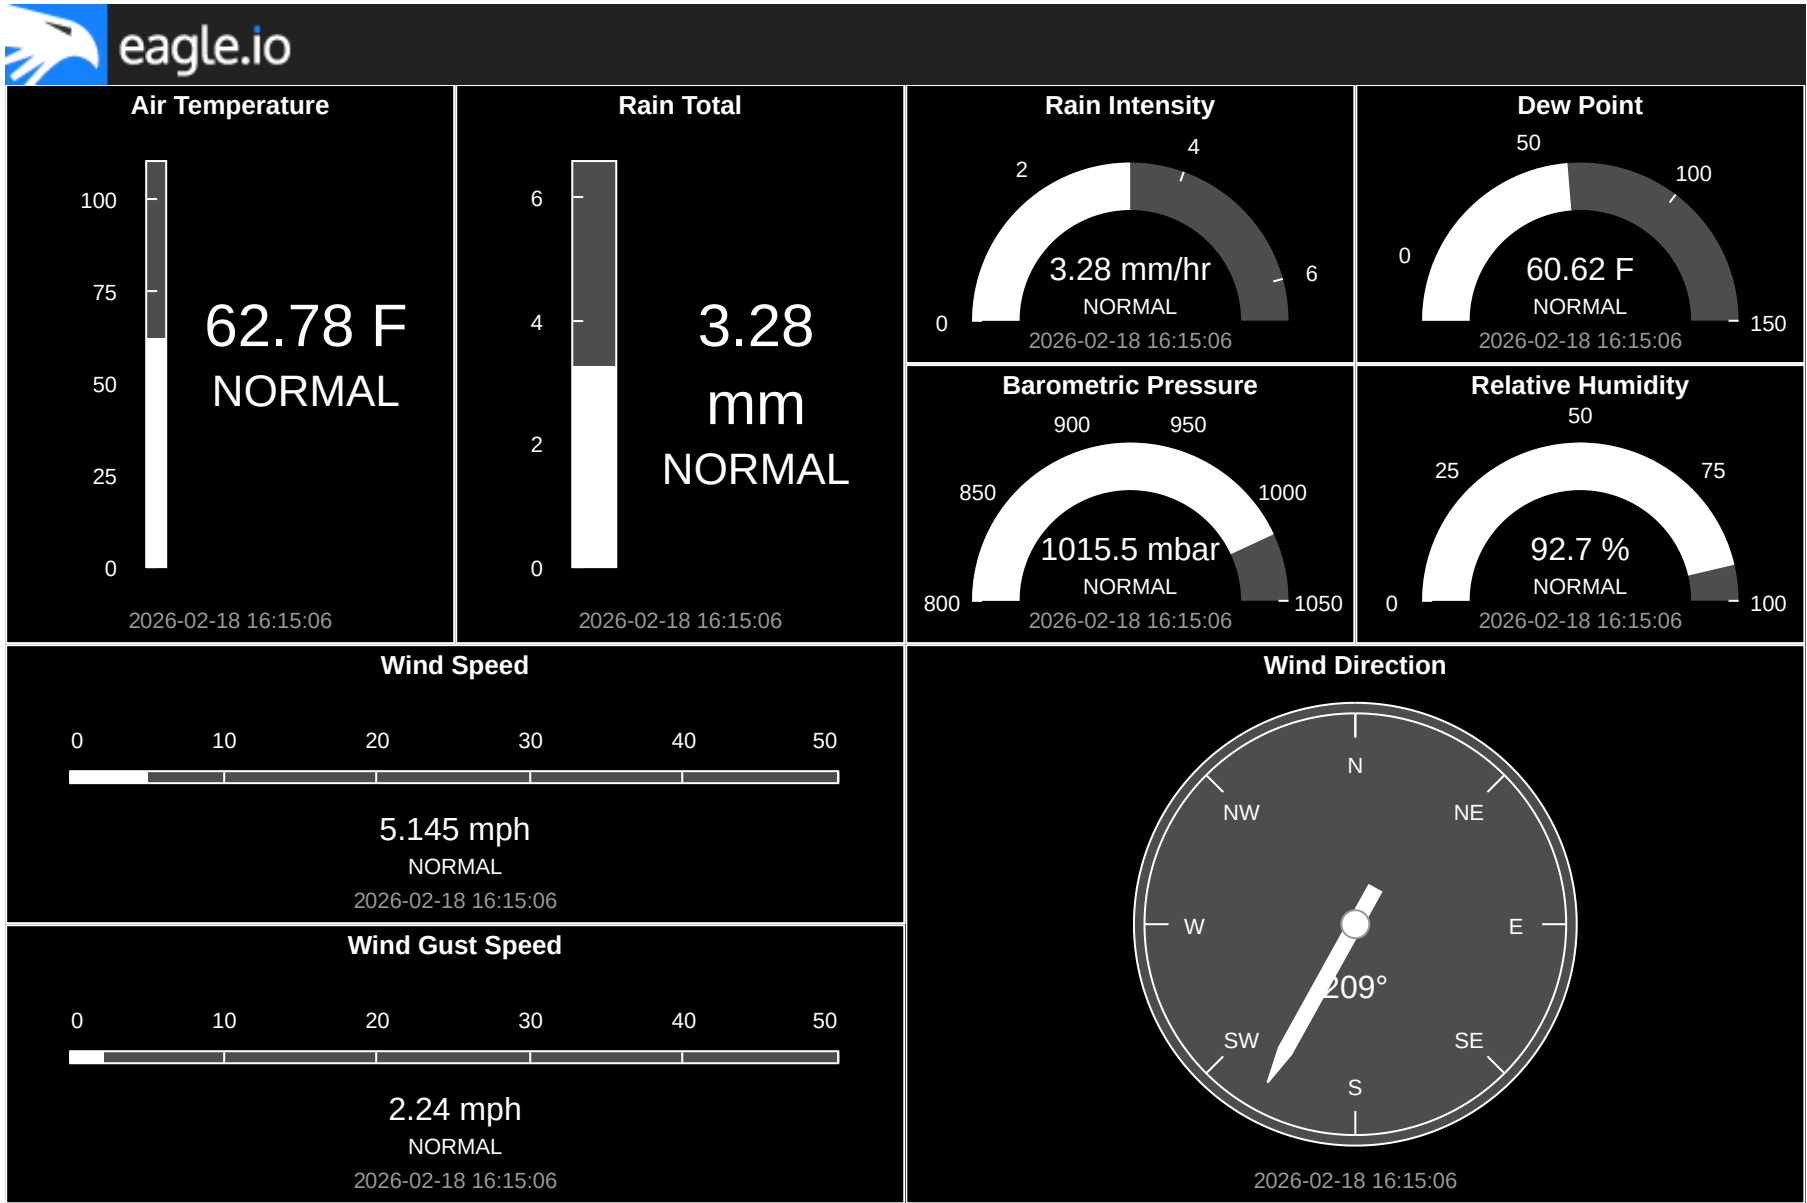 eagle.io
Air Temperature
100
75
50
25
0
62.78 F
NORMAL
2026-02-18 16:15:06
Rain Total
6
4
2
0
3.28
mm
NORMAL
2026-02-18 16:15:06
Rain Intensity
0
2
4
6
3.28 mm/hr
NORMAL
2026-02-18 16:15:06
Dew Point
0
50
100
150
60.62 F
NORMAL
2026-02-18 16:15:06
Barometric Pressure
800
850
900
950
1000
1050
1015.5 mbar
NORMAL
2026-02-18 16:15:06
Relative Humidity
0
25
50
75
100
92.7 %
NORMAL
2026-02-18 16:15:06
Wind Speed
0 10 20 30 40 50
5.145 mph
NORMAL
2026-02-18 16:15:06
Wind Gust Speed
0 10 20 30 40 50
2.24 mph
NORMAL
2026-02-18 16:15:06
Wind Direction
N
NW NE
W E
209°
SW SE
S
2026-02-18 16:15:06